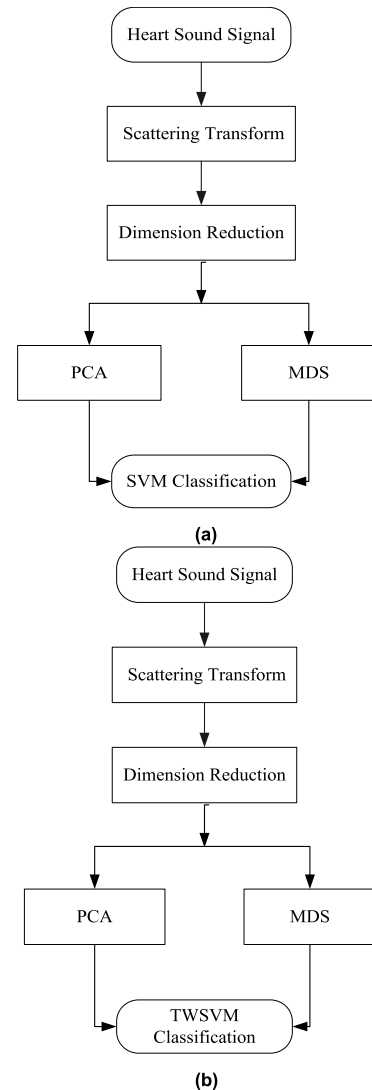 Heart Sound Signal
Scattering Transform
Dimension Reduction
PCA
MDS
SVM Classification
(a)
Heart Sound Signal
Scattering Transform
Dimension Reduction
PCA
MDS
TWSVM
Classification
(b)